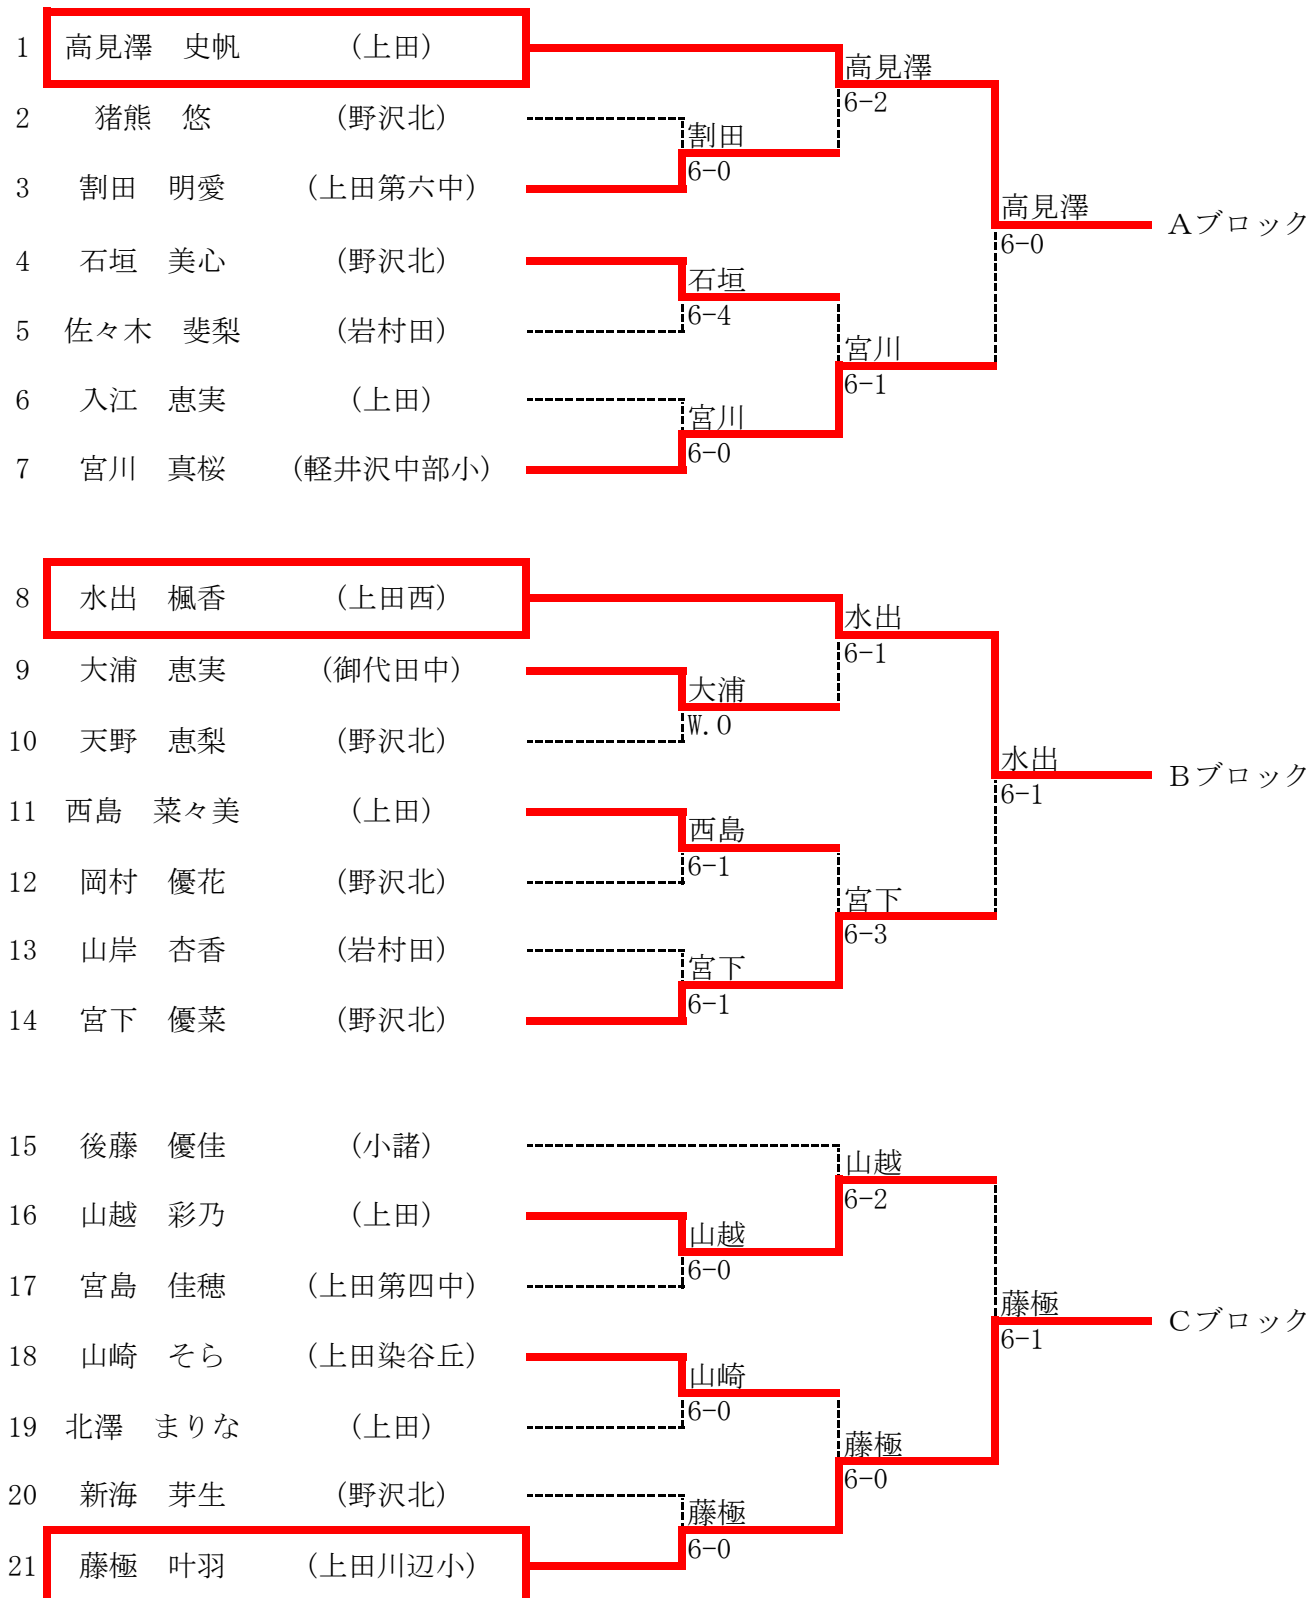 1 高見澤 史帆 (上田)
高見澤
6-2
2 猪熊 悠 (野沢北)
割田
6-0
3 割田 明愛 (上田第六中)
高見澤 Aブロック
6-0
4 石垣 美心 (野沢北)
石垣
6-4
5 佐々木 斐梨 (岩村田)
宮川
6-1
6 入江 恵実 (上田)
宮川
6-0
7 宮川 真桜 (軽井沢中部小)
8 水出 楓香 (上田西)
水出
6-1
9 大浦 恵実 (御代田中)
大浦
W.O
10 天野 恵梨 (野沢北)
水出 Bブロック
6-1
11 西島 菜々美 (上田)
西島
6-1
12 岡村 優花 (野沢北)
宮下
6-3
13 山岸 杏香 (岩村田)
宮下
6-1
14 宮下 優菜 (野沢北)
15 後藤 優佳 (小諸)
山越
6-2
16 山越 彩乃 (上田)
山越
6-0
17 宮島 佳穂 (上田第四中)
藤極 Cブロック
6-1
18 山崎 そら (上田染谷丘)
山崎
6-0
19 北澤 まりな (上田)
藤極
6-0
20 新海 芽生 (野沢北)
藤極
6-0
21 藤極 叶羽 (上田川辺小)